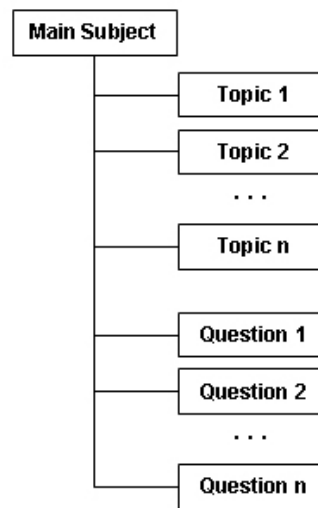 Main Subject
Topic 1
Topic 2
. . .
Topic n
Question 1
Question 2
. . .
Question n